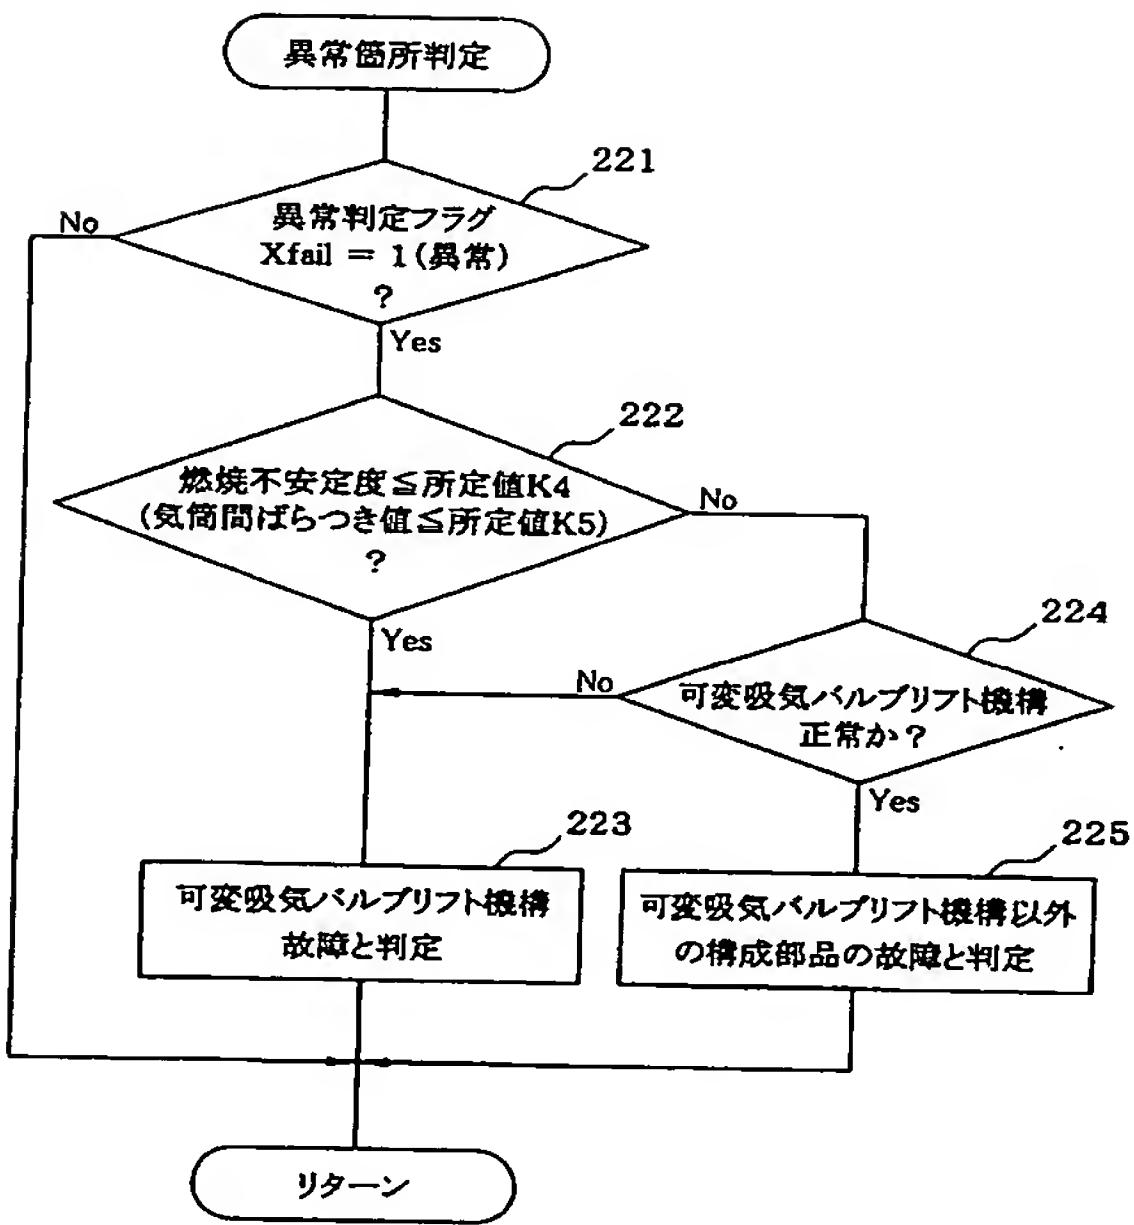 異常箇所判定
221
No
異常判定フラグ
Xfail = 1(異常)
?
Yes
222
燃焼不安定度≦所定値K4
(気筒間ばらつき値≦所定値K5)
?
No
Yes
224
No
可変吸気バルブリフト機構
正常か?
Yes
223
可変吸気バルブリフト機構
故障と判定
225
可変吸気バルブリフト機構以外
の構成部品の故障と判定
リターン